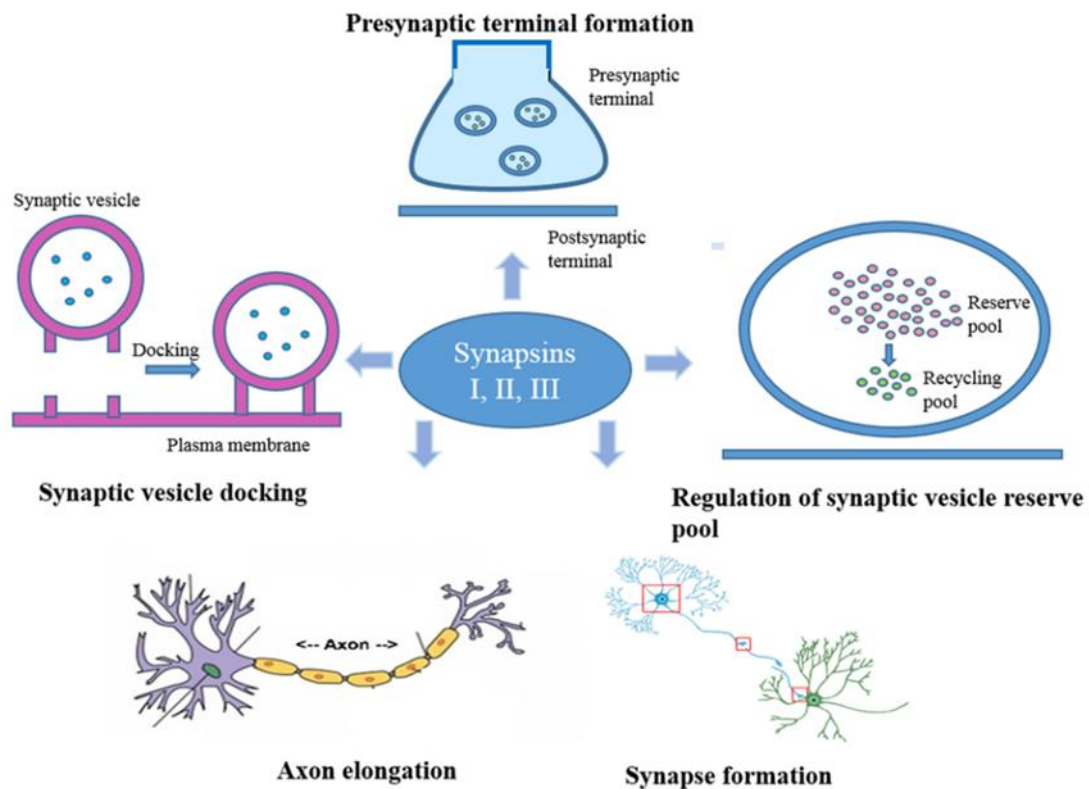 Presynaptic terminal formation
Presynaptic
terminal
Synaptic vesicle
Postsynaptic
terminal
Docking
Plasma membrane
Synaptic vesicle docking
Synapsins
I, II, III
Reserve
pool
Recycling
pool
Regulation of synaptic vesicle reserve
pool
<-- Axon -->
Axon elongation
Synapse formation